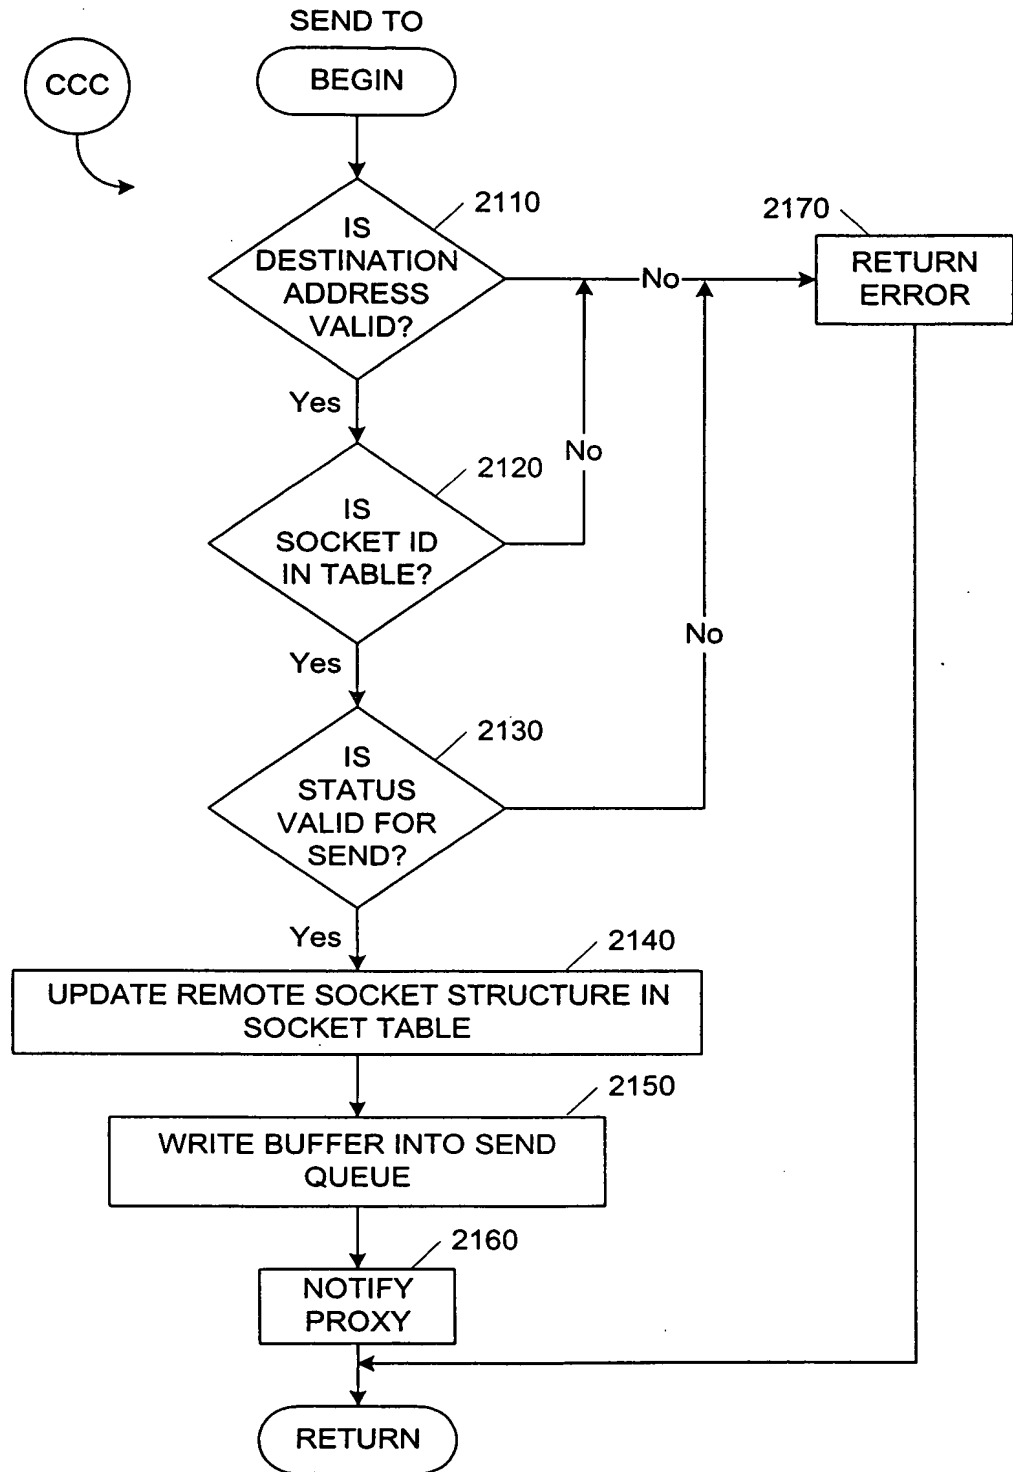 SEND TO
CCC
BEGIN
2110
IS
DESTINATION
ADDRESS
VALID?
No
2170
RETURN
ERROR
Yes
No
2120
IS
SOCKET ID
IN TABLE?
Yes
No
2130
IS
STATUS
VALID FOR
SEND?
Yes
2140
UPDATE REMOTE SOCKET STRUCTURE IN
SOCKET TABLE
2150
WRITE BUFFER INTO SEND
QUEUE
2160
NOTIFY
PROXY
RETURN